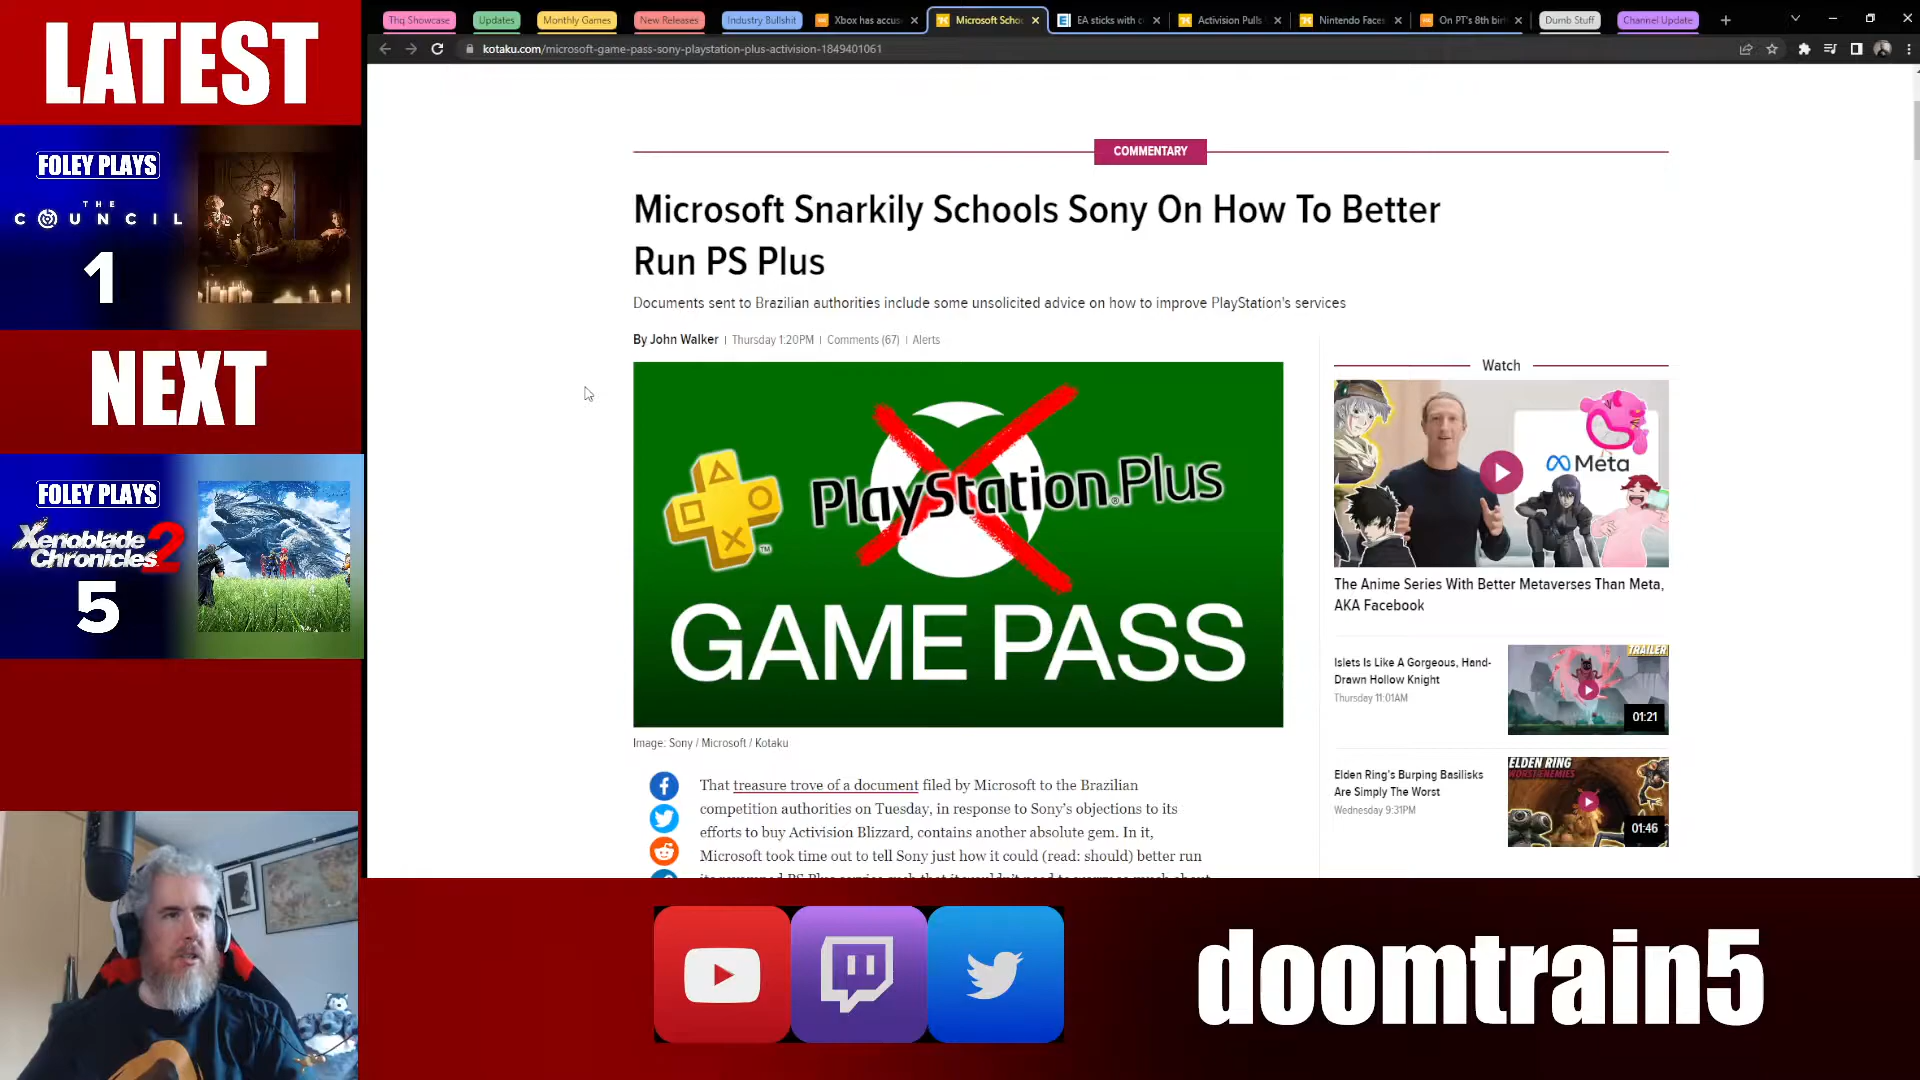 LATEST
FOLEY PLAYS
THE
COUNCIL
1
NEXT
FOLEY PLAYS
Xenoblade
Chronicles 2
5
Thq Showcase
Updates
Monthly Games
New Releases
Industry Bullshit
Xbox has accus
Microsoft Scho
EA sticks with c
Activision Pulls
Nintendo Faces
On PT's 8th bir
Dumb Stuff
Channel Update
kotaku.com/microsoft-game-pass-sony-playstation-plus-activision-1849401061
COMMENTARY
Microsoft Snarkily Schools Sony On How To Better
Run PS Plus
Documents sent to Brazilian authorities include some unsolicited advice on how to improve PlayStation's services
By John Walker | Thursday 1:20PM | Comments (67) | Alerts
PlayStation®Plus
TM
GAME PASS
Image: Sony / Microsoft / Kotaku
That treasure trove of a document filed by Microsoft to the Brazilian
competition authorities on Tuesday, in response to Sony's objections to its
efforts to buy Activision Blizzard, contains another absolute gem. In it,
Microsoft took time out to tell Sony just how it could (read: should) better run
Watch
Meta
The Anime Series With Better Metaverses Than Meta,
AKA Facebook
Islets Is Like A Gorgeous, Hand-
Drawn Hollow Knight
Thursday 11:01AM
TRAILER
01:21
Elden Ring's Burping Basilisks
Are Simply The Worst
Wednesday 9:31PM
ELDEN RING
WORST ENEMIES
01:46
doomtrain5